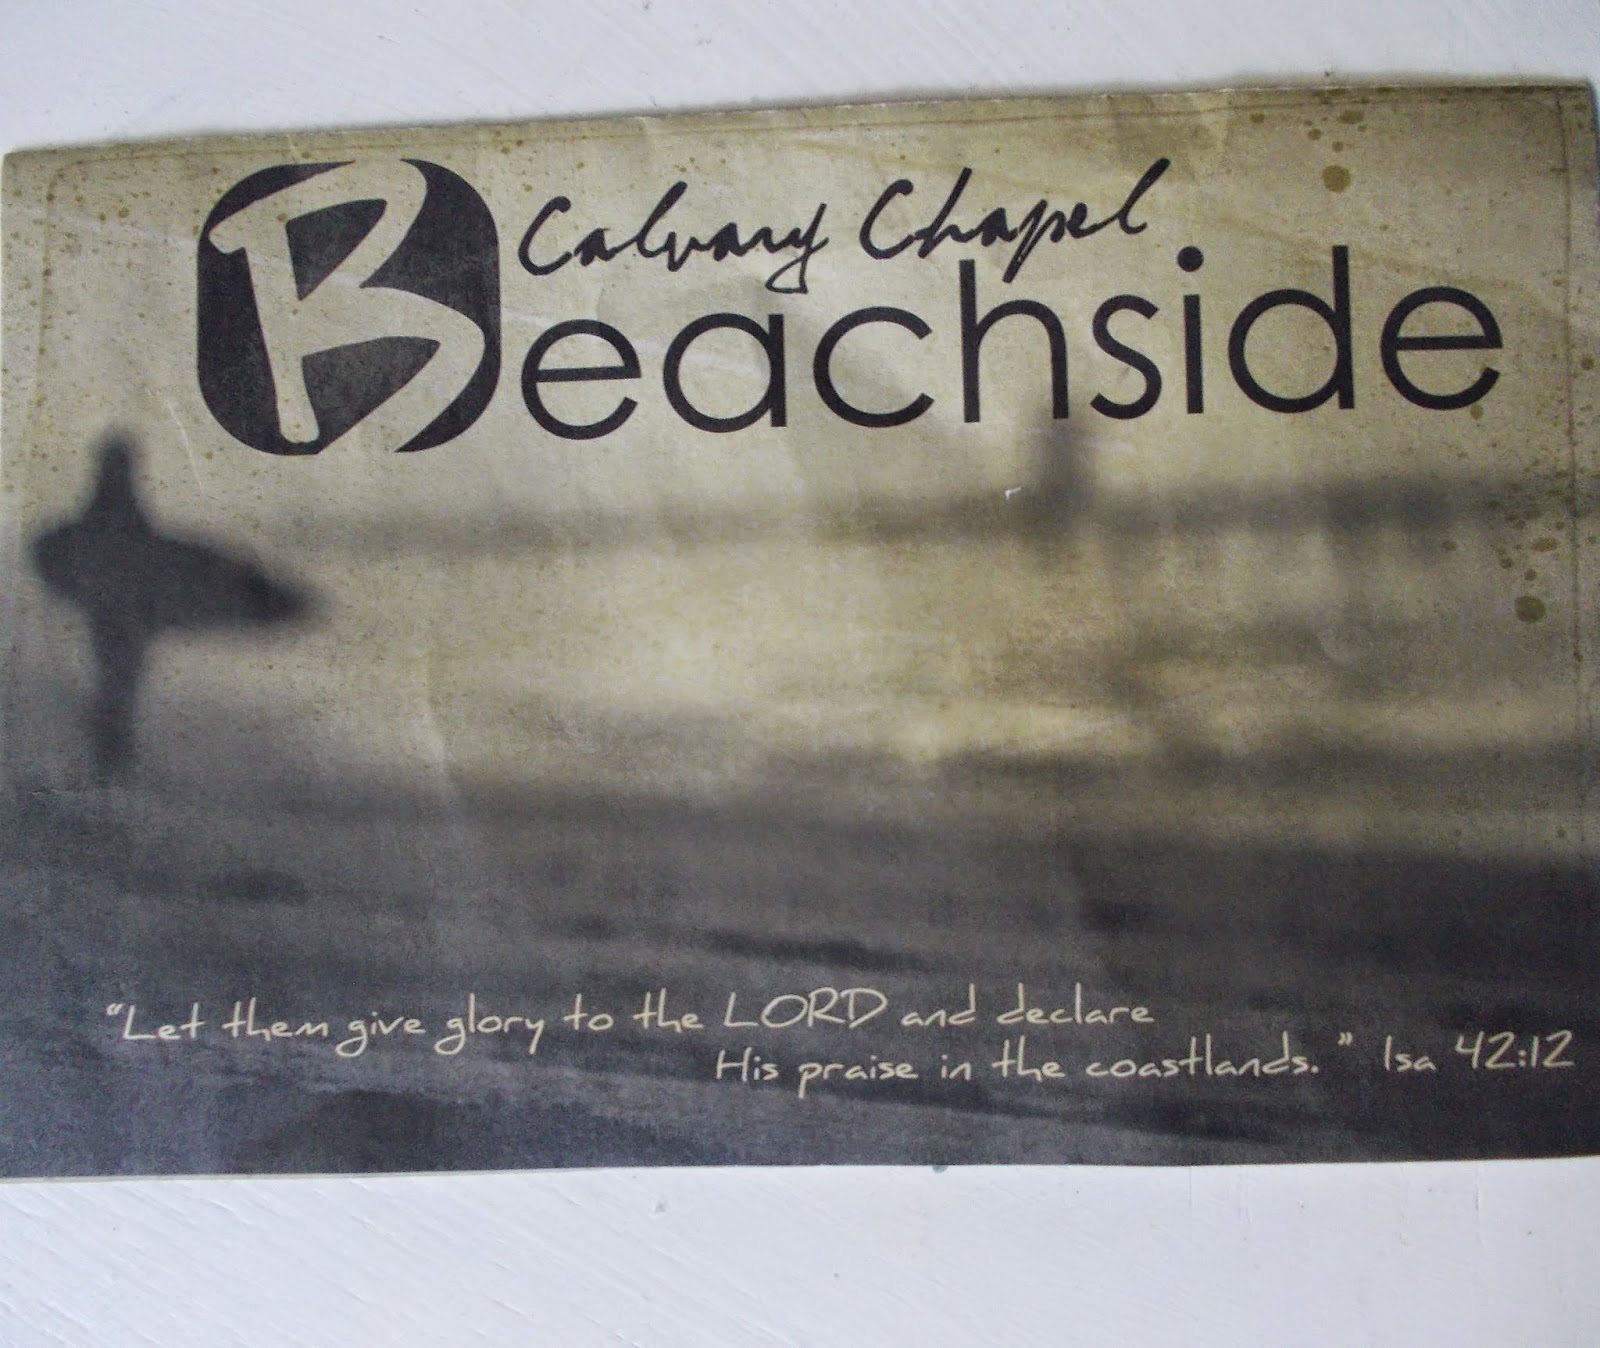 Calvary Chapel
Beachside
“Let them give glory to the LORD and declare
His praise in the coastlands.” Isa 42:12